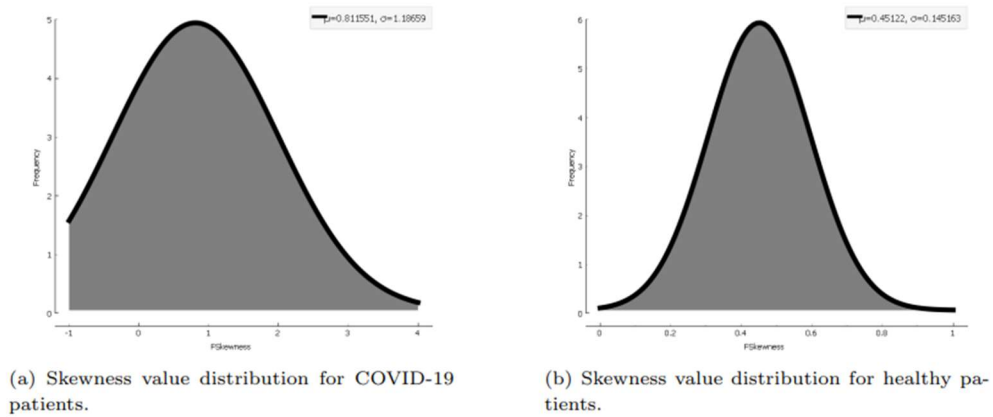 5
4
3
2
1
0
-1 0 1 2 3 4
Frequency
FSkewness
μ=0.811551, σ=1.18659
(a) Skewness value distribution for COVID-19
patients.
6
5
4
3
2
1
0
0 0.2 0.4 0.6 0.8 1
Frequency
FSkewness
μ=0.45122, σ=0.145163
(b) Skewness value distribution for healthy pa-
tients.